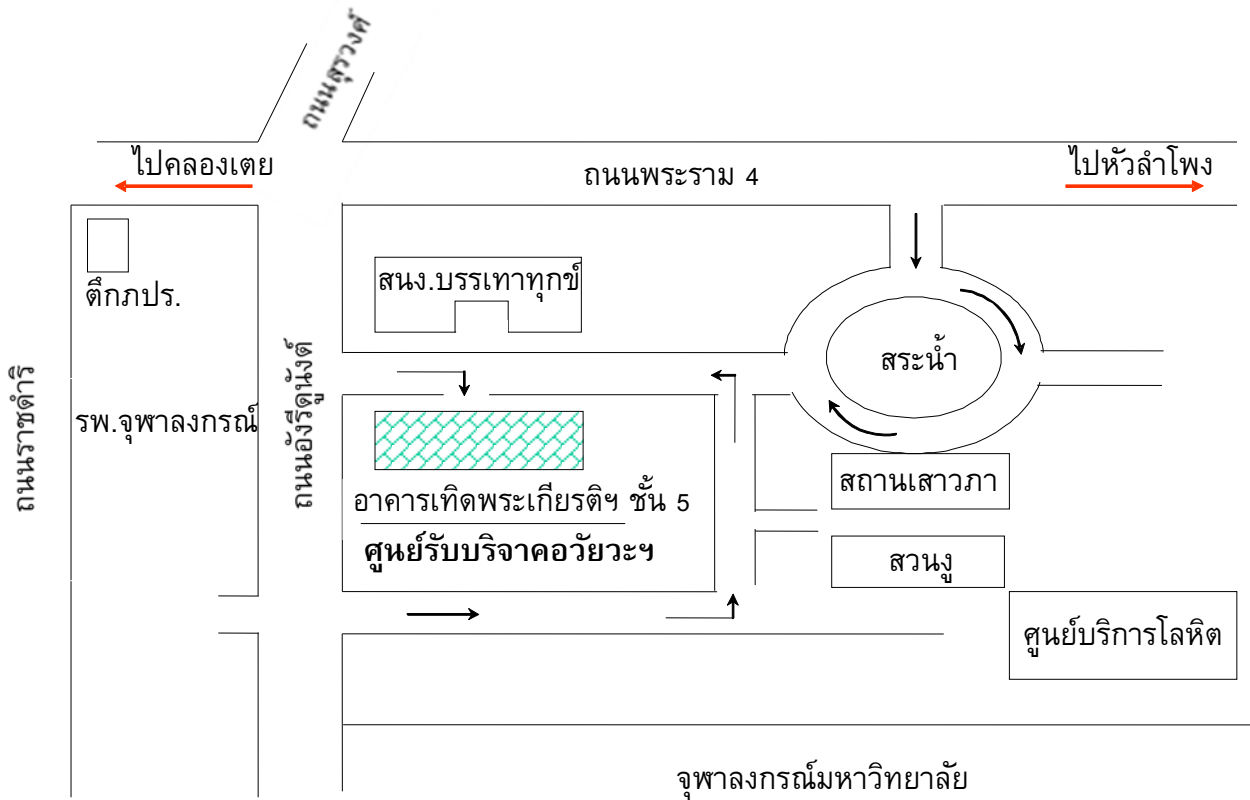 ถนนสุรวงศ์
ไปคลองเตย
ถนนพระราม 4
ไปหัวลำโพง
ตึกภปร.
สนง.บรรเทาทุกข์
สระน้ำ
ถนนราชดำริ
รพ.จุฬาลงกรณ์
ถนนอังรีดูนังต์
สถานเสาวภา
อาคารเทิดพระเกียรติฯ ชั้น 5
ศูนย์รับบริจาคอวัยวะฯ
สวนงู
ศูนย์บริการโลหิต
จุฬาลงกรณ์มหาวิทยาลัย